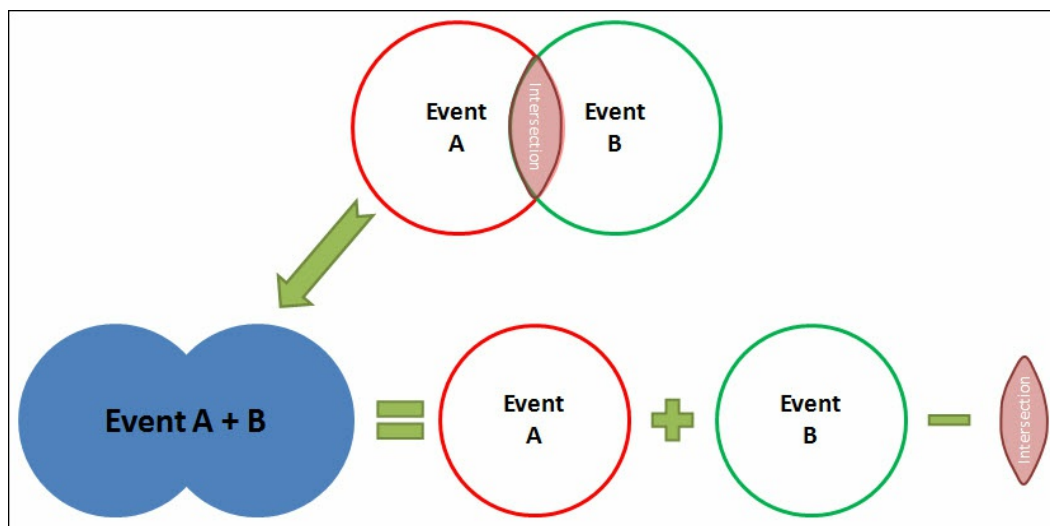 Event
A
Intersection
Event
B
Event A + B
Event
A
Event
B
Intersection